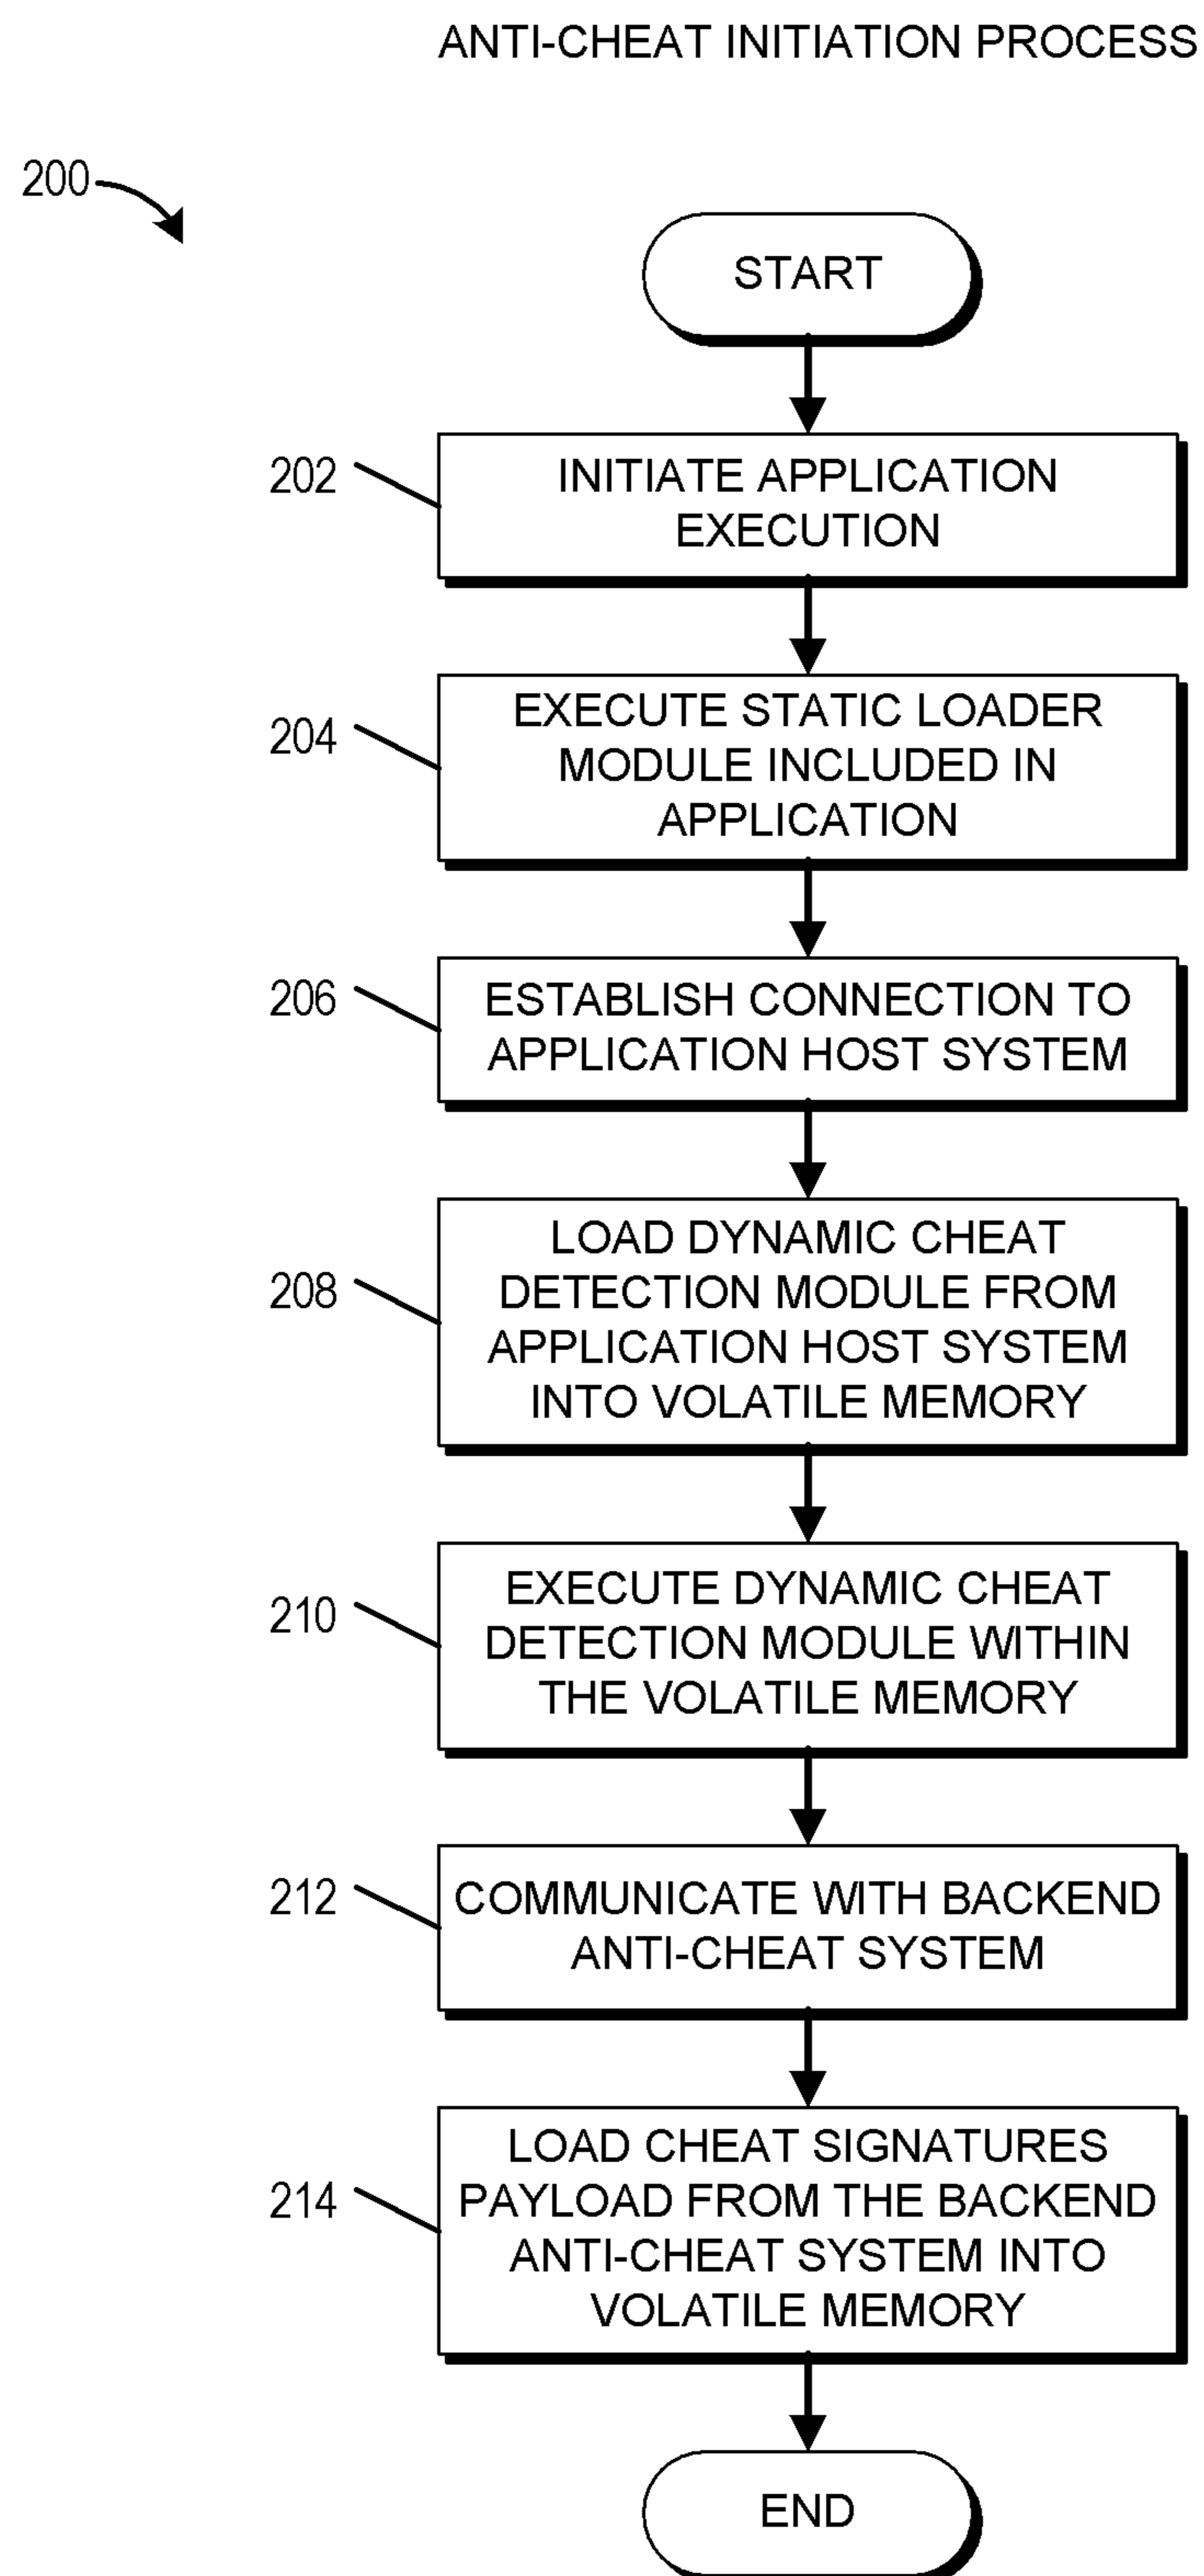 ANTI-CHEAT INITIATION PROCESS
200
START
202
INITIATE APPLICATION
EXECUTION
204
EXECUTE STATIC LOADER
MODULE INCLUDED IN
APPLICATION
206
ESTABLISH CONNECTION TO
APPLICATION HOST SYSTEM
208
LOAD DYNAMIC CHEAT
DETECTION MODULE FROM
APPLICATION HOST SYSTEM
INTO VOLATILE MEMORY
210
EXECUTE DYNAMIC CHEAT
DETECTION MODULE WITHIN
THE VOLATILE MEMORY
212
COMMUNICATE WITH BACKEND
ANTI-CHEAT SYSTEM
214
LOAD CHEAT SIGNATURES
PAYLOAD FROM THE BACKEND
ANTI-CHEAT SYSTEM INTO
VOLATILE MEMORY
END